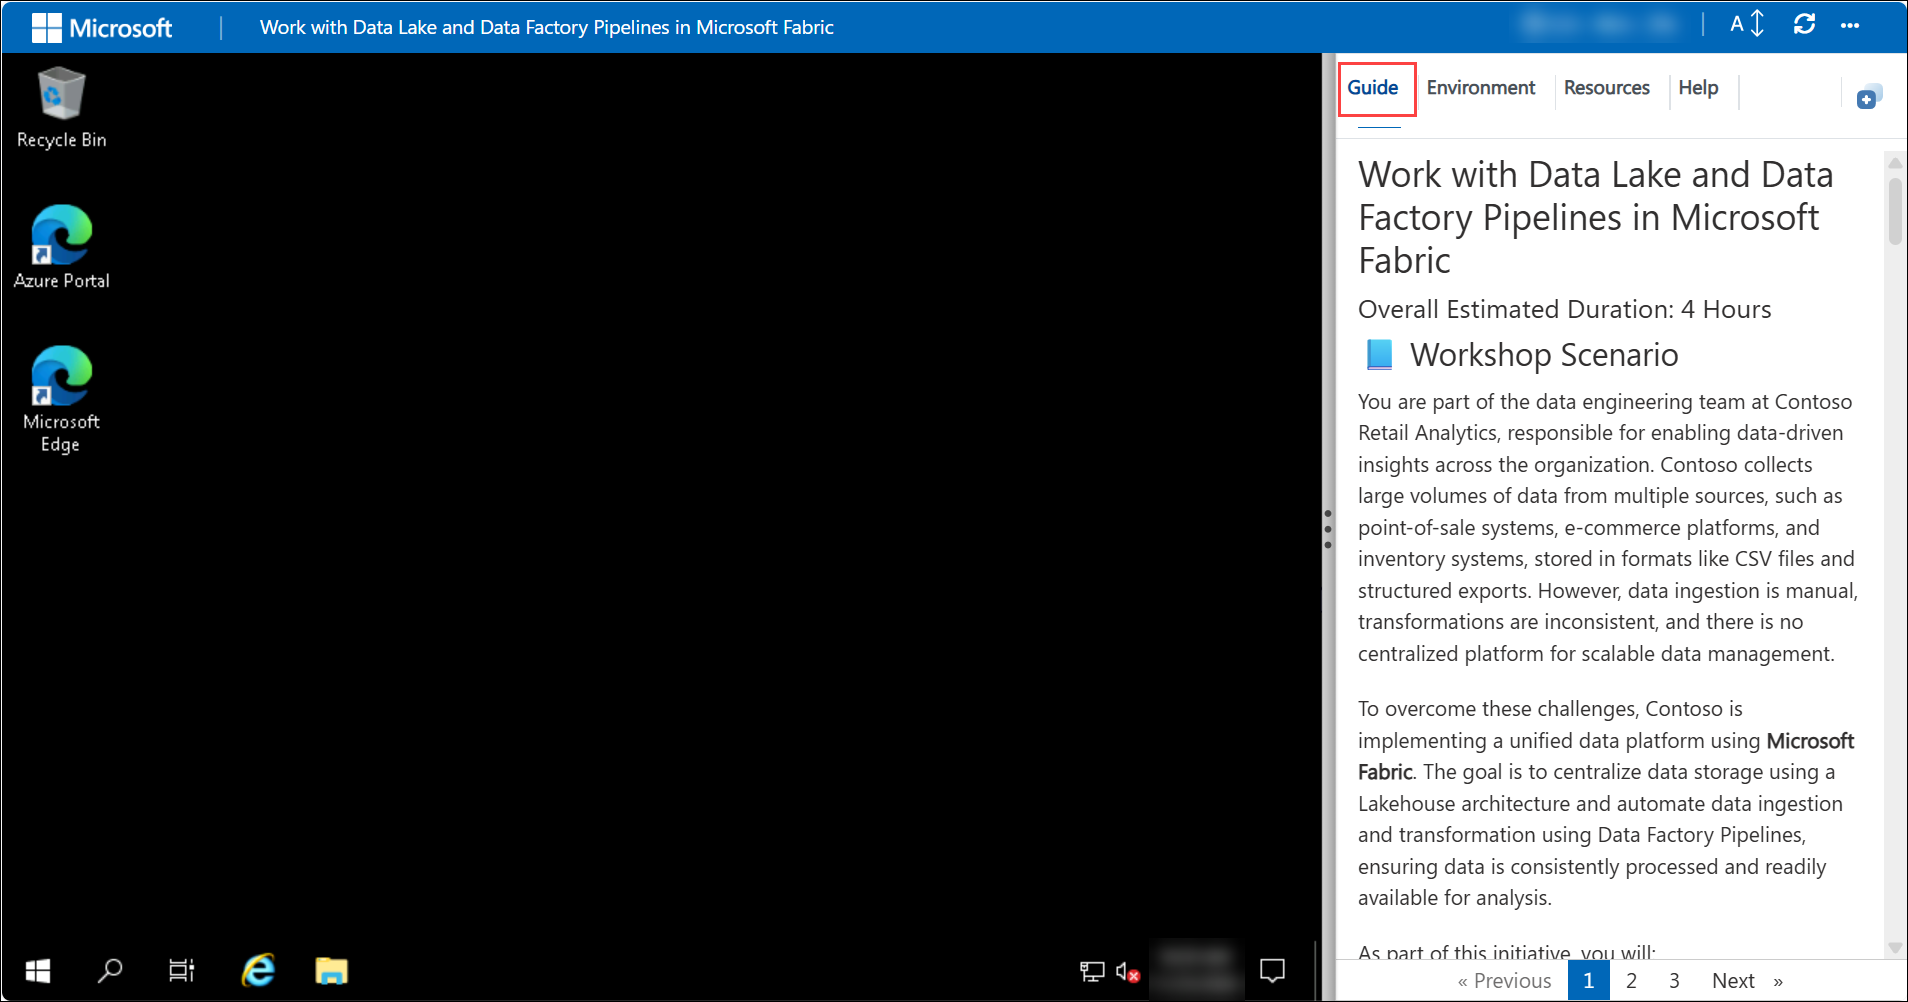 Microsoft
Work with Data Lake and Data Factory Pipelines in Microsoft Fabric
A
Recycle Bin
Azure Portal
Microsoft
Edge
Guide
Environment
Resources
Help
Work with Data Lake and Data
Factory Pipelines in Microsoft
Fabric
Overall Estimated Duration: 4 Hours
Workshop Scenario
You are part of the data engineering team at Contoso
Retail Analytics, responsible for enabling data-driven
insights across the organization. Contoso collects
large volumes of data from multiple sources, such as
point-of-sale systems, e-commerce platforms, and
inventory systems, stored in formats like CSV files and
structured exports. However, data ingestion is manual,
transformations are inconsistent, and there is no
centralized platform for scalable data management.
To overcome these challenges, Contoso is
implementing a unified data platform using Microsoft
Fabric. The goal is to centralize data storage using a
Lakehouse architecture and automate data ingestion
and transformation using Data Factory Pipelines,
ensuring data is consistently processed and readily
available for analysis.
As part of this initiative, you will:
« Previous 1 2 3 Next »